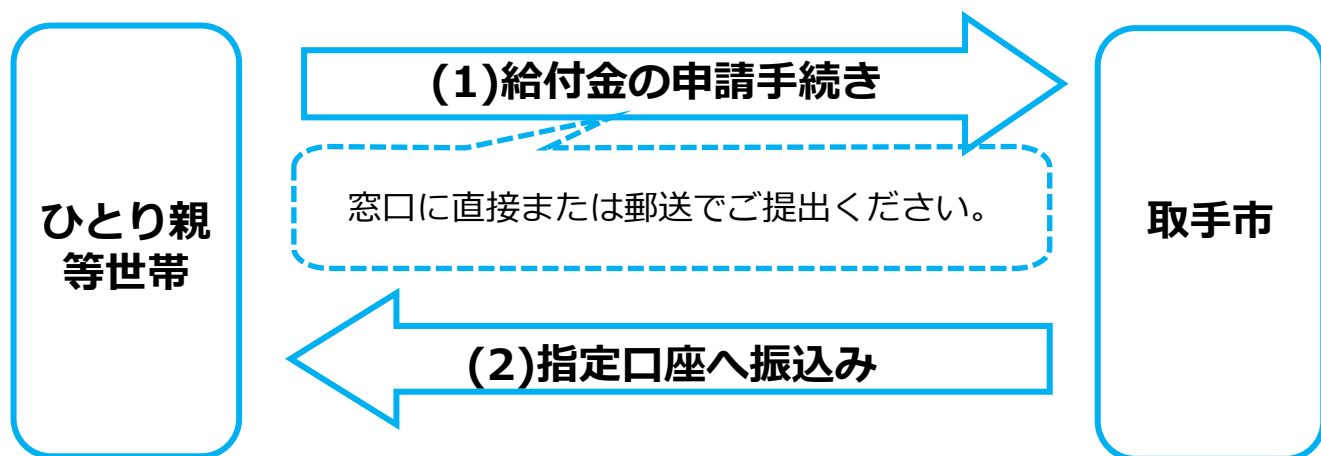 (1)給付金の申請手続き
窓口に直接または郵送でご提出ください。
ひとり親
等世帯
取手市
(2)指定口座へ振込み